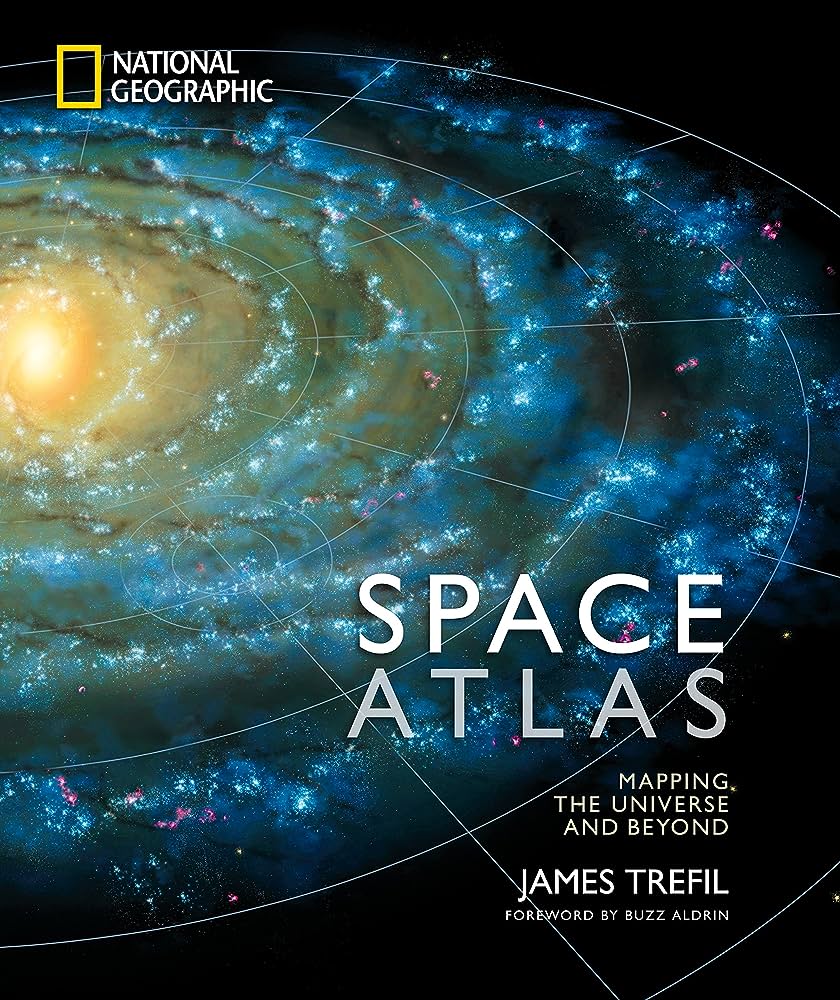 NATIONAL
GEOGRAPHIC
SPACE
ATLAS
MAPPING
THE UNIVERSE
AND BEYOND
JAMES TREFIL
FOREWORD BY BUZZ ALDRIN